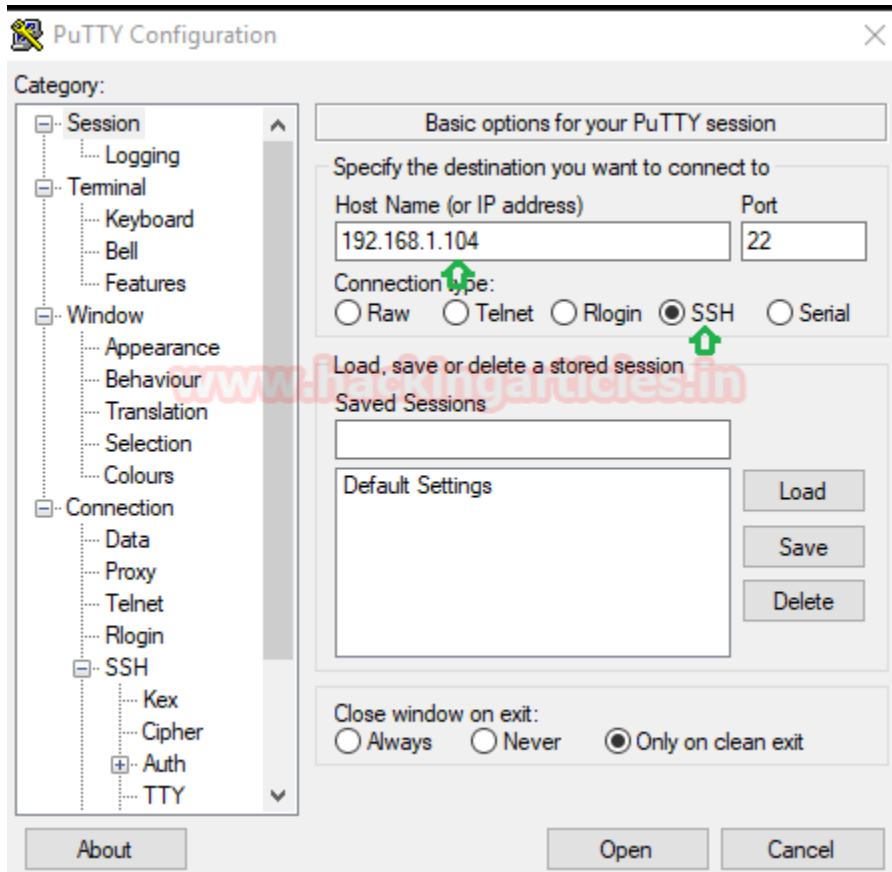 PuTTY Configuration
Category:
Session
Logging
Terminal
Keyboard
Bell
Features
Window
Appearance
Behaviour
Translation
Selection
Colours
Connection
Data
Proxy
Telnet
Rlogin
SSH
Kex
Cipher
Auth
TTY
Basic options for your PuTTY session
Specify the destination you want to connect to
Host Name (or IP address) Port
192.168.1.104 22
Connection type:
Raw Telnet Rlogin SSH Serial
Load, save or delete a stored session
www.hackingarticles.in
Saved Sessions
Default Settings
Load
Save
Delete
Close window on exit:
Always Never Only on clean exit
About Open Cancel